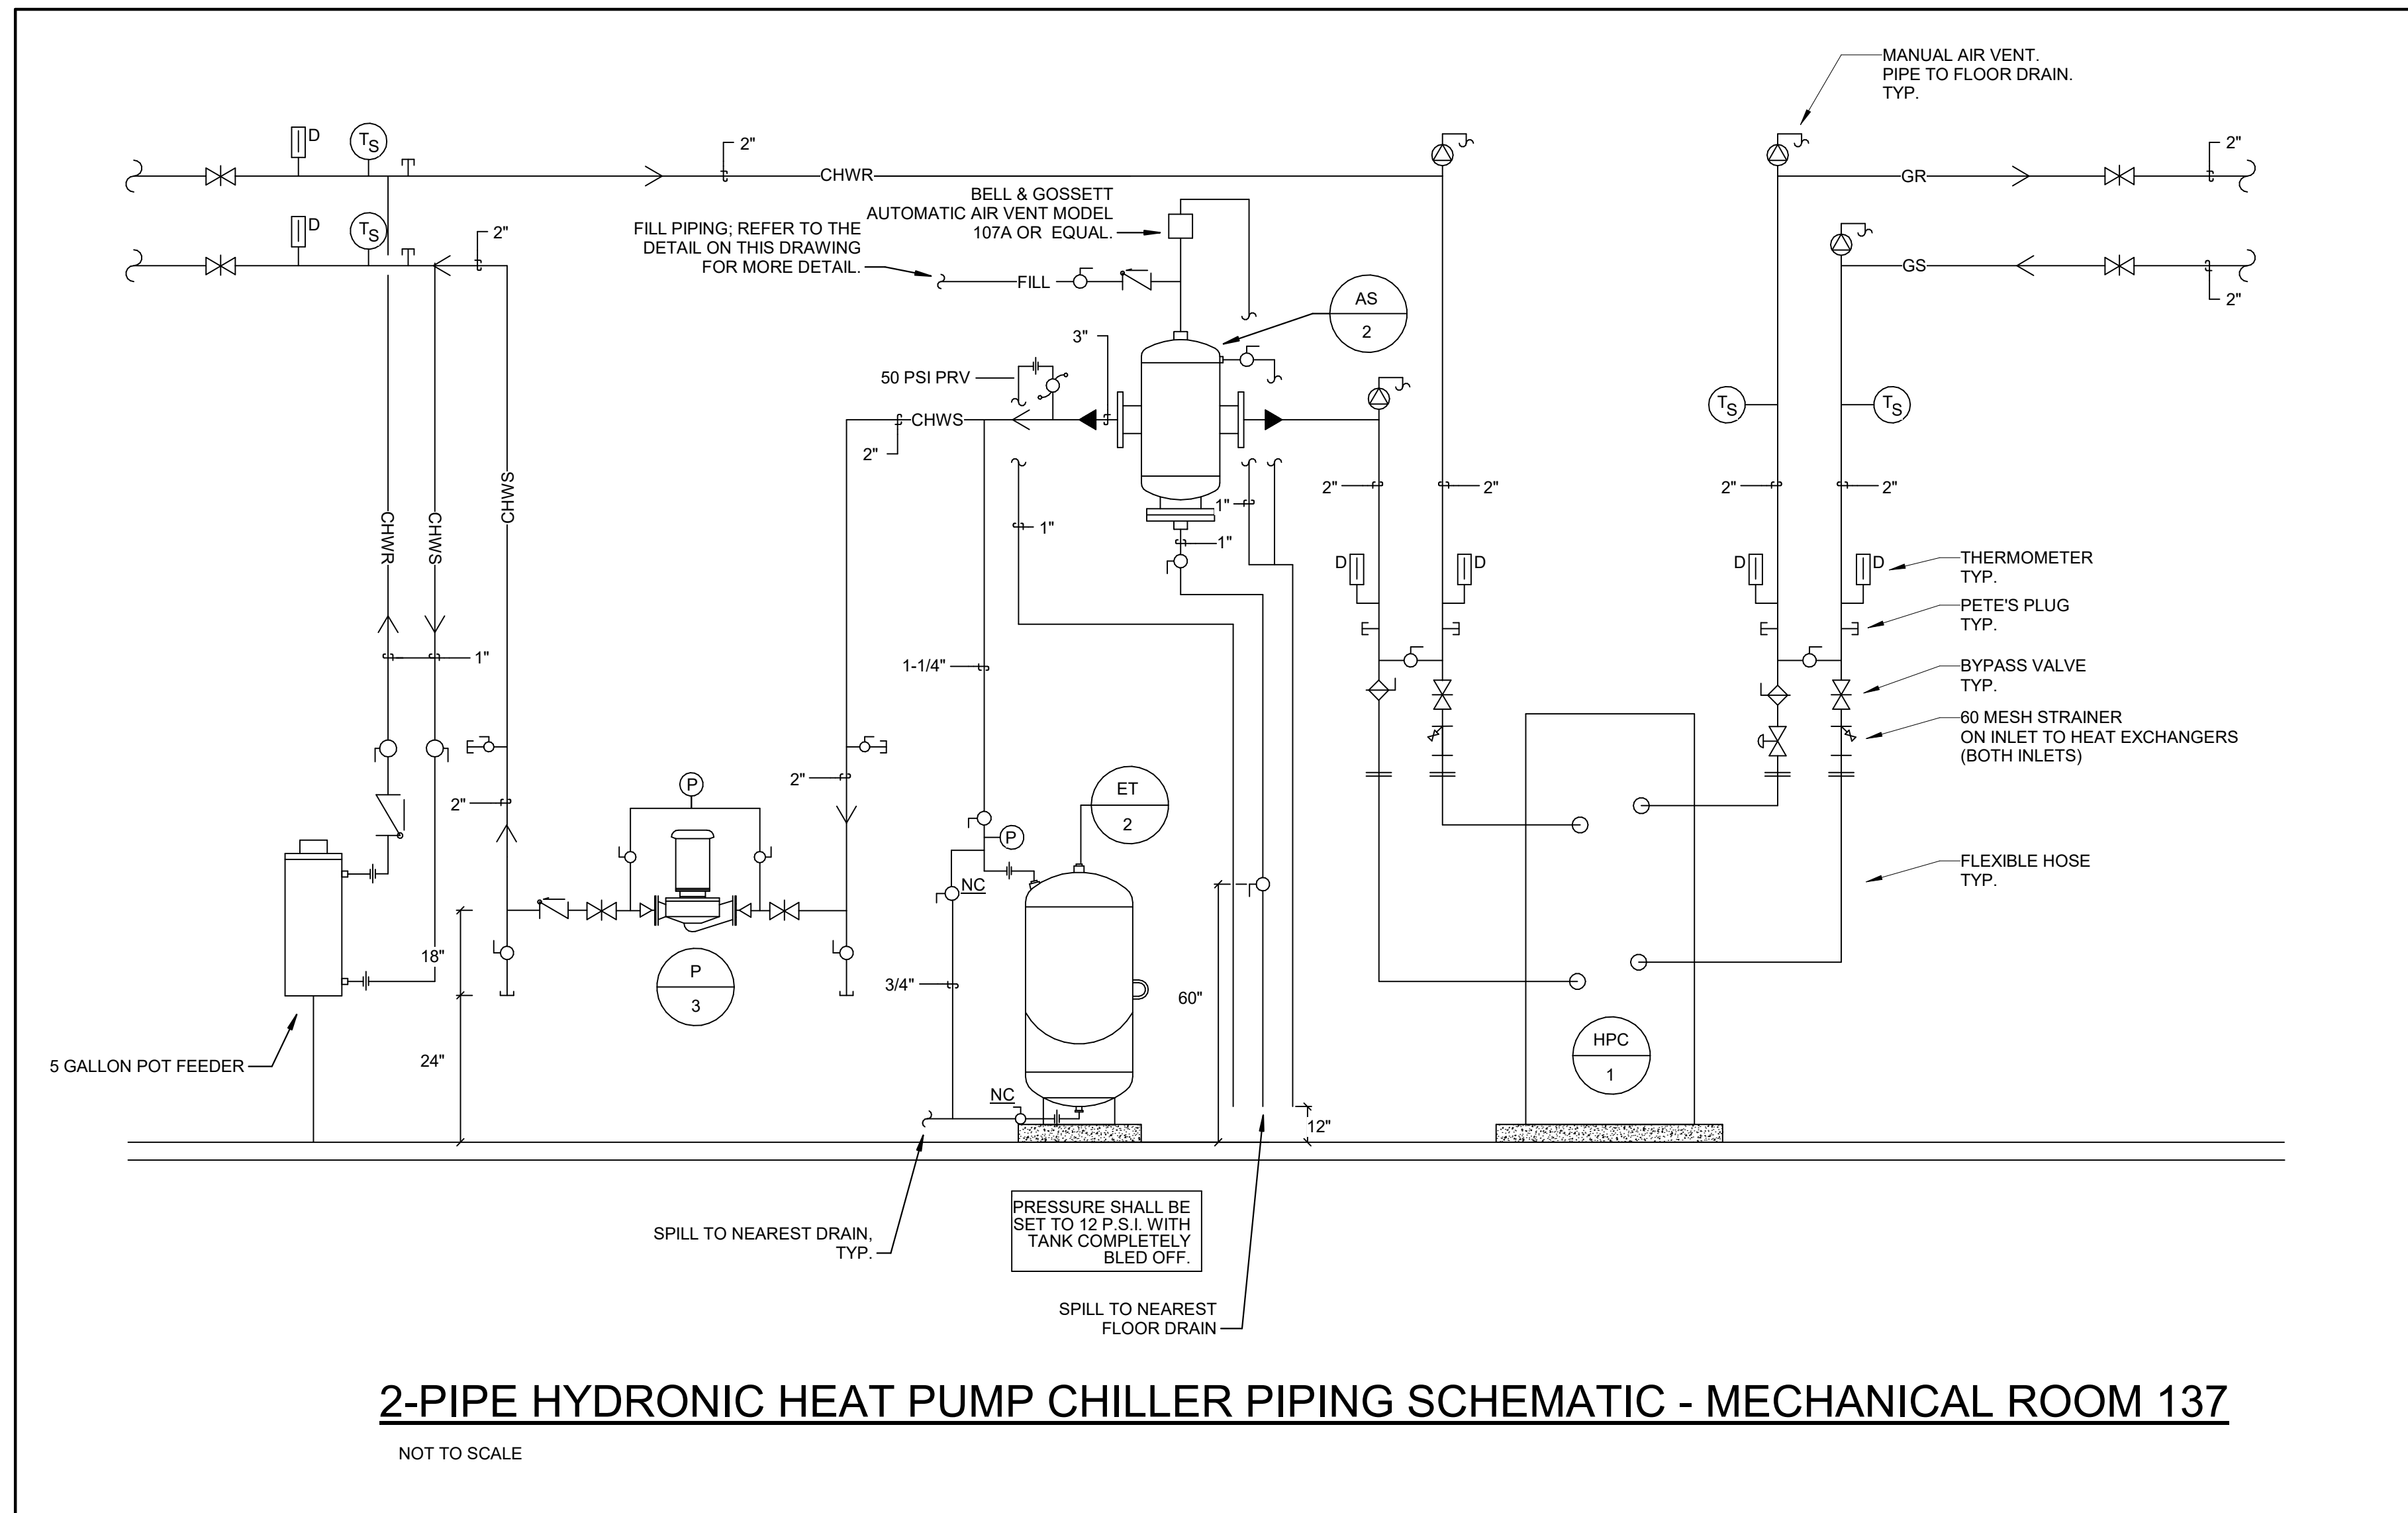 MANUAL AIR VENT.
PIPE TO FLOOR DRAIN.
TYP.
D
TS
2"
CHWR
GR
2"
D
TS
2"
BELL & GOSSETT
AUTOMATIC AIR VENT MODEL
107A OR EQUAL.
FILL PIPING; REFER TO THE
DETAIL ON THIS DRAWING
FOR MORE DETAIL.
FILL
GS
2"
AS
2
3"
50 PSI PRV
CHWS
2"
TS
TS
CHWR
CHWS
CHWS
1"
1"
1"
2"
2"
2"
2"
D
D
D
D
THERMOMETER
TYP.
PETE'S PLUG
TYP.
1"
1-1/4"
BYPASS VALVE
TYP.
60 MESH STRAINER
ON INLET TO HEAT EXCHANGERS
(BOTH INLETS)
2"
2"
P
ET
2
P
NC
FLEXIBLE HOSE
TYP.
18"
P
3
3/4"
60"
5 GALLON POT FEEDER
24"
HPC
1
NC
12"
PRESSURE SHALL BE
SET TO 12 P.S.I. WITH
TANK COMPLETELY
BLED OFF.
SPILL TO NEAREST DRAIN,
TYP.
SPILL TO NEAREST
FLOOR DRAIN
2-PIPE HYDRONIC HEAT PUMP CHILLER PIPING SCHEMATIC - MECHANICAL ROOM 137
NOT TO SCALE